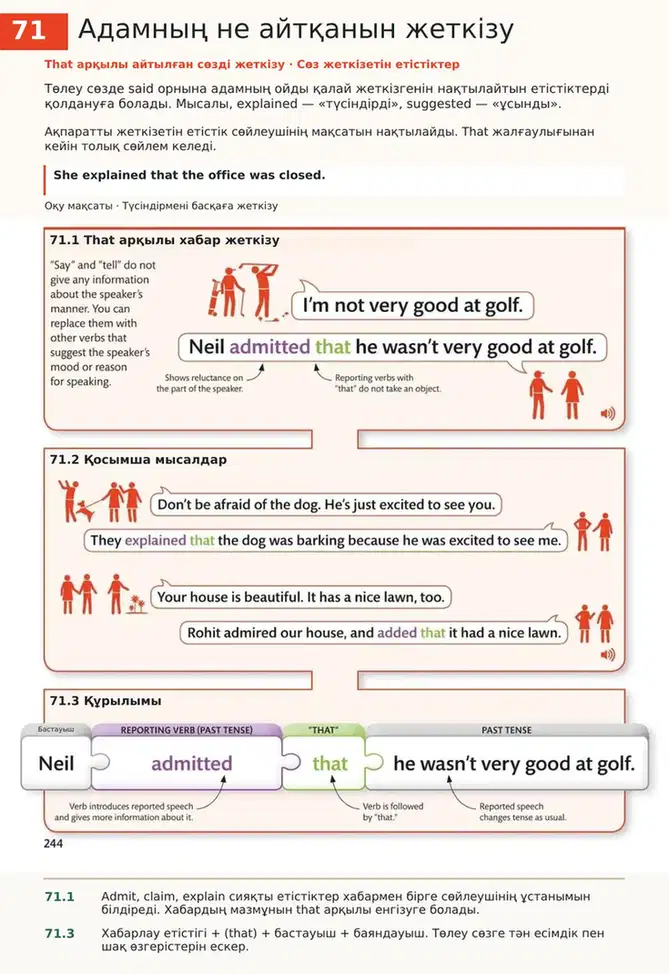 71 Адамның не айтқанын жеткізу
That арқылы айтылған сөзді жеткізу · Сөз жеткізетін етістіктер
Төлеу сөзде said орнына адамның ойды қалай жеткізгенін нақтылайтын етістіктерді
қолдануға болады. Мысалы, explained — «түсіндірді», suggested — «ұсынды».
Ақпаратты жеткізетін етістік сөйлеушінің мақсатын нақтылайды. That жалғаулығынан
кейін толық сөйлем келеді.
She explained that the office was closed.
Оқу мақсаты · Түсіндірмені басқаға жеткізу
71.1 That арқылы хабар жеткізу
“Say” and “tell” do not
give any information
about the speaker’s
manner. You can
replace them with
other verbs that
suggest the speaker’s
mood or reason
for speaking.
I’m not very good at golf.
Neil admitted that he wasn’t very good at golf.
Shows reluctance on
the part of the speaker.
Reporting verbs with
“that” do not take an object.
71.2 Қосымша мысалдар
Don’t be afraid of the dog. He’s just excited to see you.
They explained that the dog was barking because he was excited to see me.
Your house is beautiful. It has a nice lawn, too.
Rohit admired our house, and added that it had a nice lawn.
71.3 Құрылымы
Бастауыш REPORTING VERB (PAST TENSE) “THAT” PAST TENSE
Neil admitted that he wasn’t very good at golf.
Verb introduces reported speech
and gives more information about it.
Verb is followed
by “that.”
Reported speech
changes tense as usual.
244
71.1 Admit, claim, explain сияқты етістіктер хабармен бірге сөйлеушінің ұстанымын
білдіреді. Хабардың мазмұнын that арқылы енгізуге болады.
71.3 Хабарлау етістігі + (that) + бастауыш + баяндауыш. Төлеу сөзге тән есімдік пен
шақ өзгерістерін ескер.